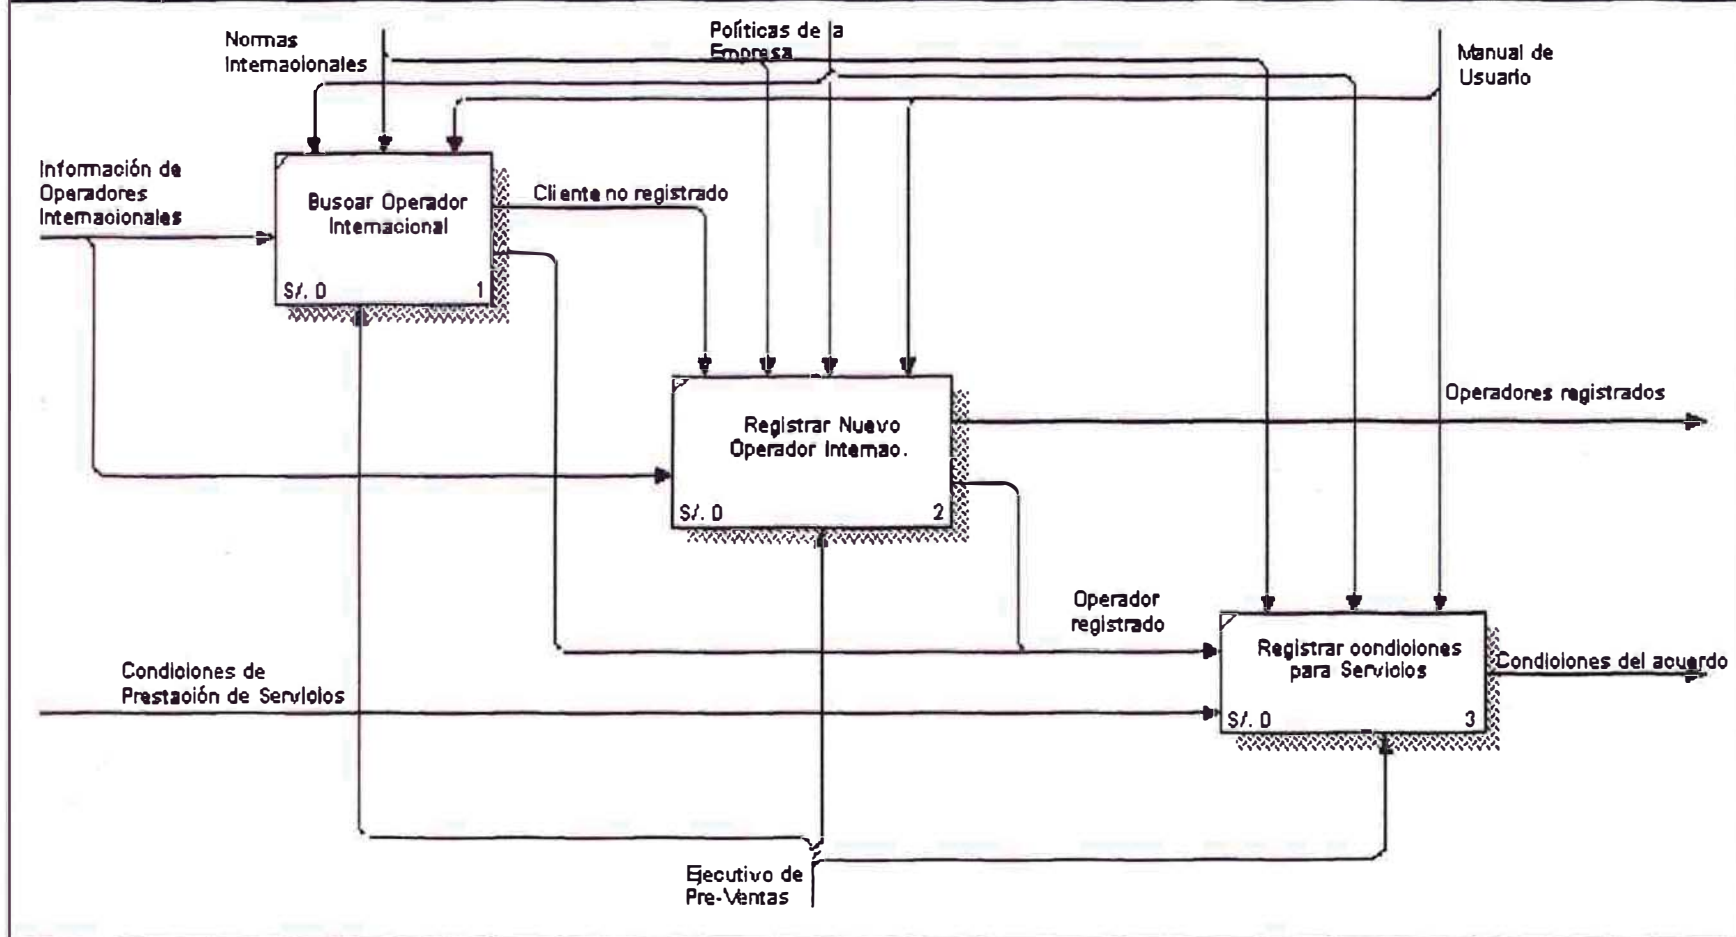 Normas
Internacionales
Políticas de la
Empresa
Manual de
Usuario
Información de
Operadores
Internacionales
Buscar Operador
Internacional
S/. 0
1
Cliente no registrado
Registrar Nuevo
Operador Internac.
S/. 0
2
Operadores registrados
Operador
registrado
Registrar condiciones
para Servicios
S/. 0
3
Condiciones del acuerdo
Condiciones de
Prestación de Servicios
Ejecutivo de
Pre-Ventas